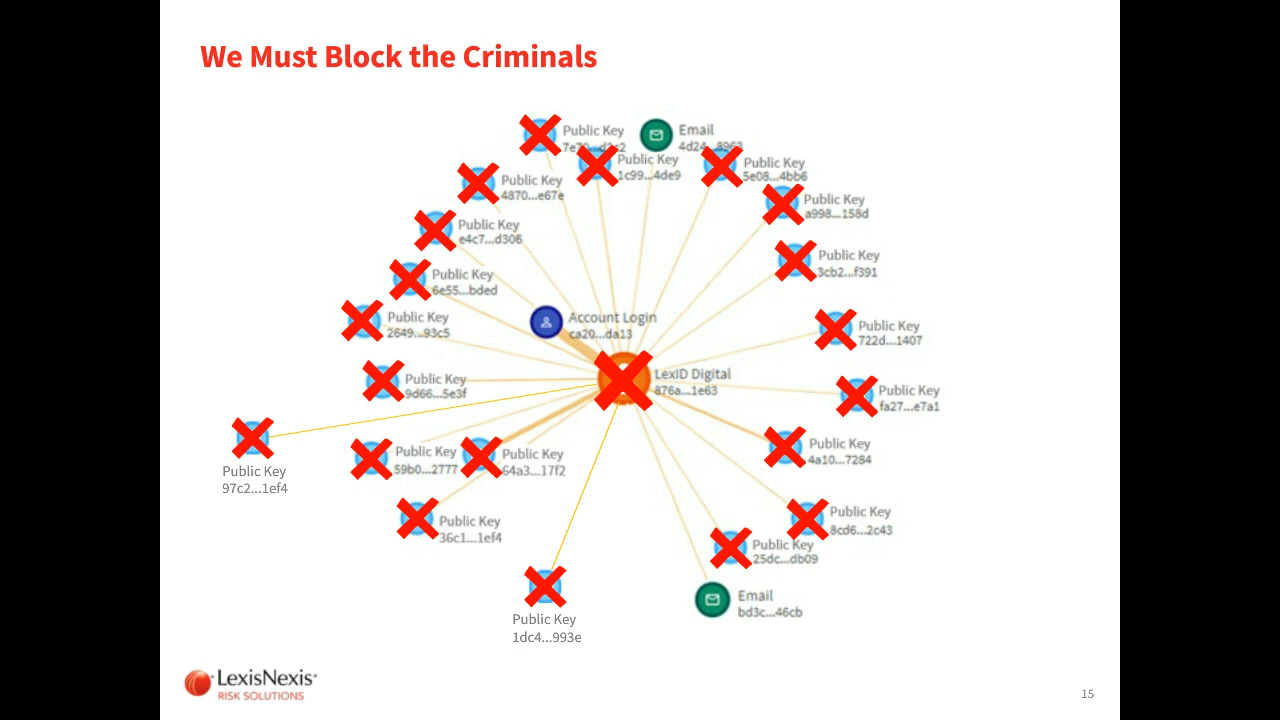 We Must Block the Criminals
Public Key
7e70...d2c2
Email
4d24...8963
Public Key
1c99...4de9
Public Key
5e08...4bb6
Public Key
4870...e67e
Public Key
a998...158d
Public Key
e4c7...d306
Public Key
3cb2...f391
Public Key
6e55...bded
Public Key
2649...93c5
Account Login
ca20...da13
Public Key
722d...1407
LexID Digital
876a...1e63
Public Key
9d66...5e3f
Public Key
fa27...e7a1
Public Key
97c2...1ef4
Public Key
59b0...2777
Public Key
64a3...17f2
Public Key
4a10...7284
Public Key
36c1...1ef4
Public Key
8cd6...2c43
Public Key
25dc...db09
Email
bd3c...46cb
Public Key
1dc4...993e
LexisNexis
RISK SOLUTIONS
15